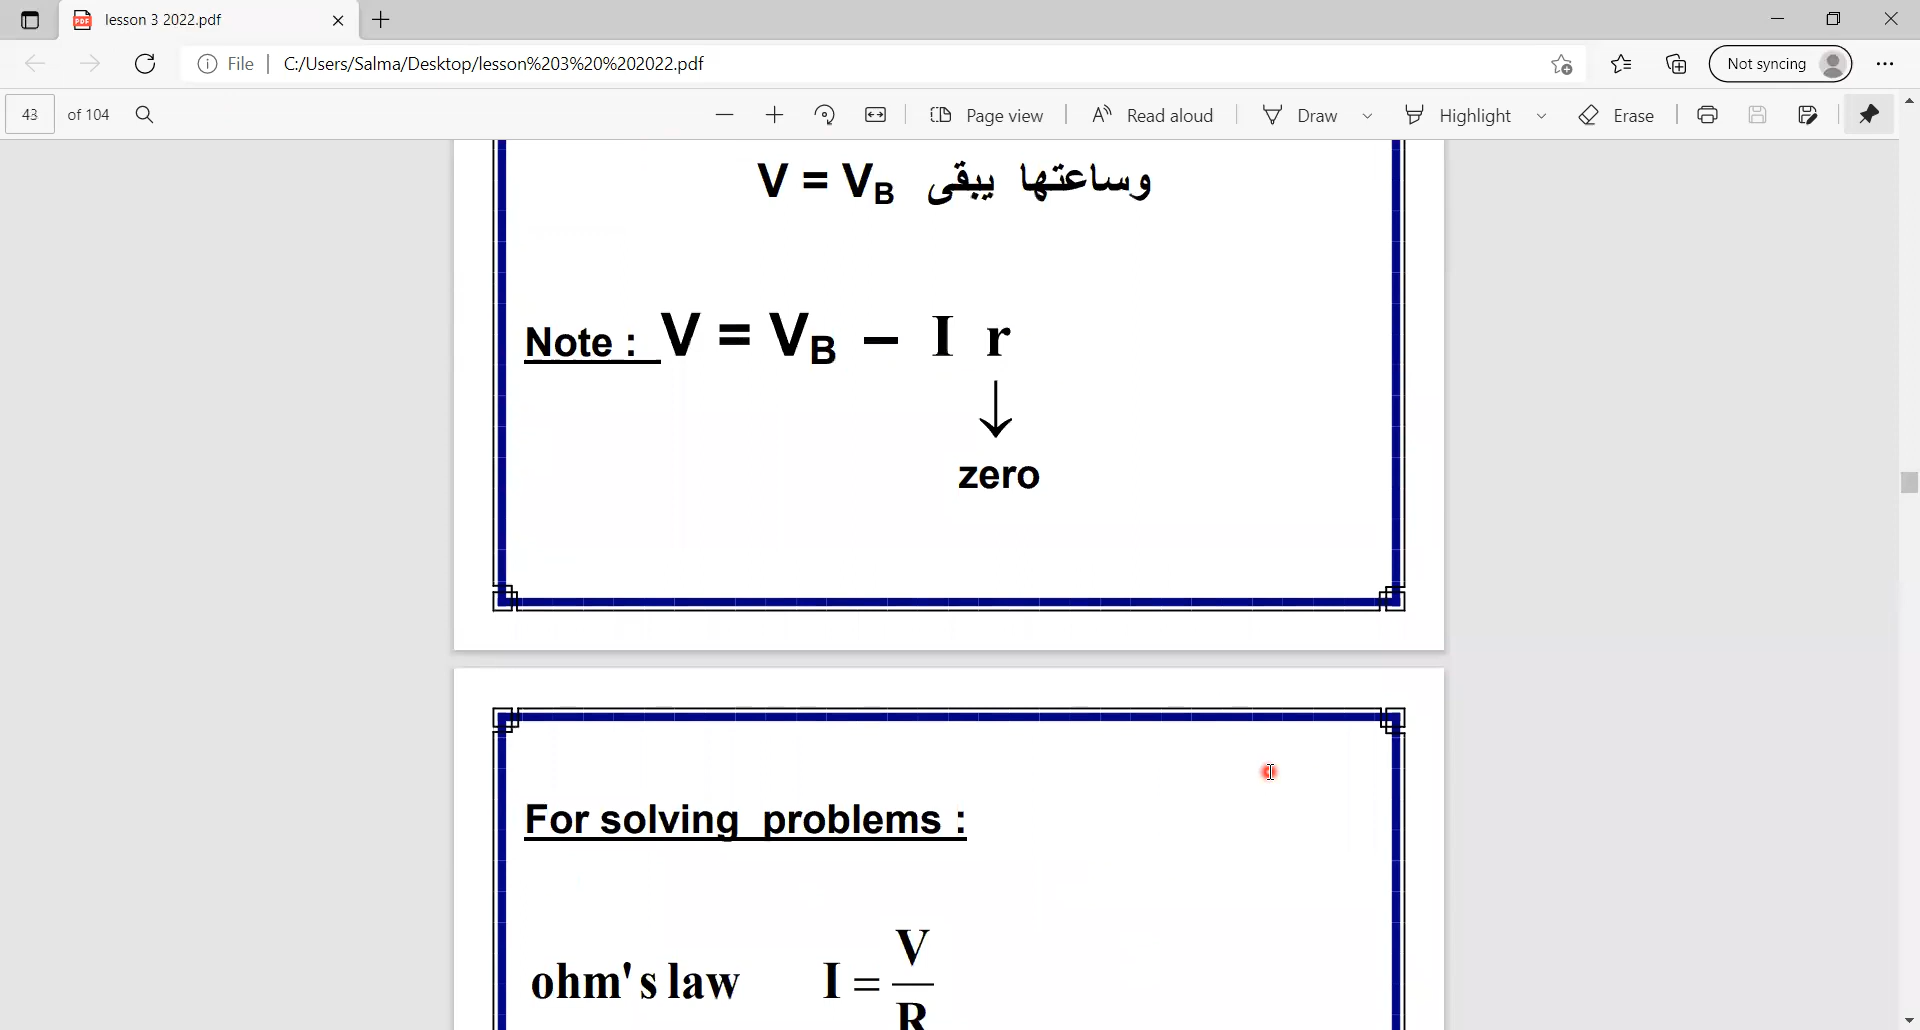 lesson 3 2022.pdf
File
C:/Users/Salma/Desktop/lesson%203%20%202022.pdf
Not syncing
43 of 104
Page view
Read aloud
Draw
Highlight
Erase
وساعتها يبقى V = VB
Note : V = VB – I r
↓
zero
For solving problems :
ohm's law I = V
R